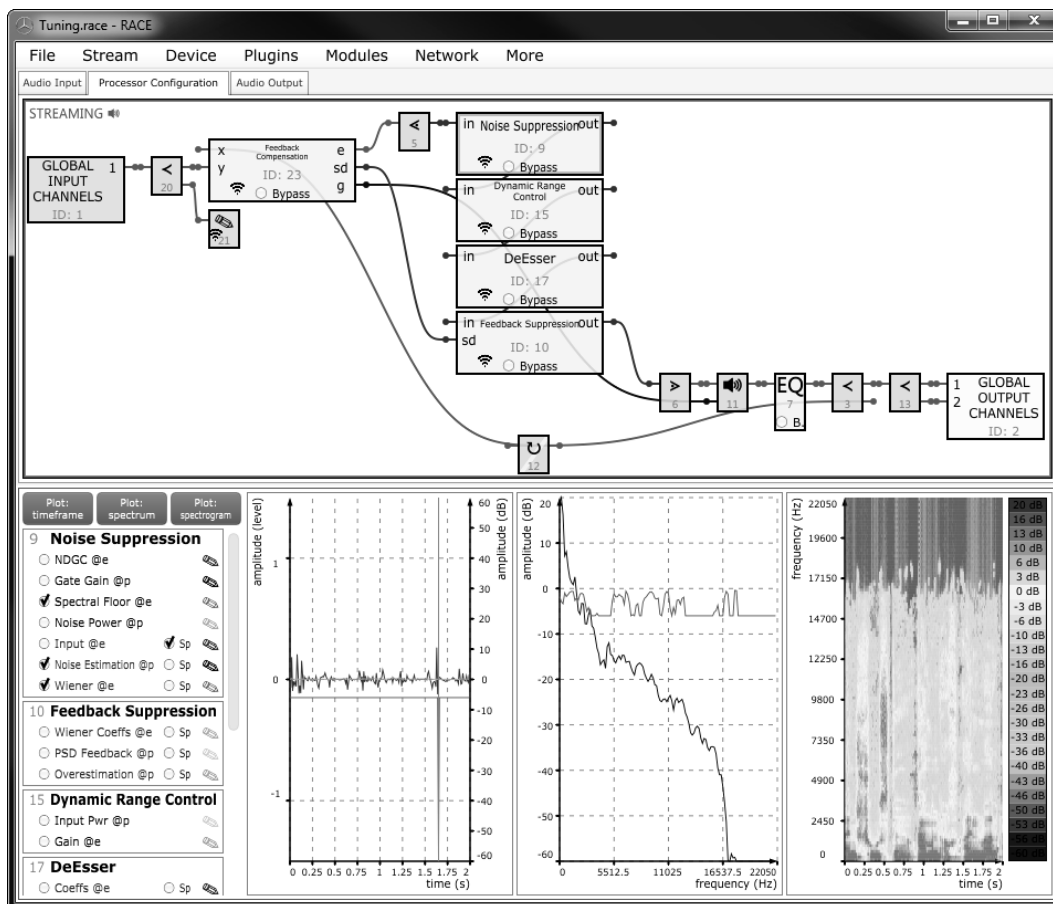 Tuning.race - RACE
File Stream Device Plugins Modules Network More
Audio Input Processor Configuration Audio Output
STREAMING
GLOBAL INPUT CHANNELS 1
ID: 1
<
20
x
y
Feedback Compensation
ID: 23
Bypass
e
sd
g
21
<
5
in Noise Suppression out
ID: 9
Bypass
in Dynamic Range Control out
ID: 15
Bypass
in DeEsser out
ID: 17
Bypass
in Feedback Suppression out
sd
ID: 10
Bypass
>
6
11
EQ
7
B.
<
3
<
13
1
2
GLOBAL OUTPUT CHANNELS
ID: 2
12
Plot: timeframe
Plot: spectrum
Plot: spectrogram
9 Noise Suppression
NDGC @e
Gate Gain @p
Spectral Floor @e
Noise Power @p
Input @e Sp
Noise Estimation @p Sp
Wiener @e Sp
10 Feedback Suppression
Wiener Coeffs @e Sp
PSD Feedback @p Sp
Overestimation @p Sp
15 Dynamic Range Control
Input Pwr @p
Gain @e
17 DeEsser
Coeffs @e Sp
amplitude (level)
1
0
-1
amplitude (dB)
60
50
40
30
20
10
0
-10
-20
-30
-40
-50
-60
0 0.25 0.5 0.75 1 1.25 1.5 1.75 2
time (s)
amplitude (dB)
20
10
0
-10
-20
-30
-40
-50
-60
0 5512.5 11025 16537.5 22050
frequency (Hz)
frequency (Hz)
22050
19600
17150
14700
12250
9800
7350
4900
2450
0
0 0.25 0.5 0.75 1 1.25 1.5 1.75 2
time (s)
20 dB
16 dB
13 dB
10 dB
6 dB
3 dB
0 dB
-3 dB
-6 dB
-10 dB
-13 dB
-16 dB
-20 dB
-23 dB
-26 dB
-30 dB
-33 dB
-36 dB
-40 dB
-43 dB
-46 dB
-50 dB
-53 dB
-56 dB
-60 dB